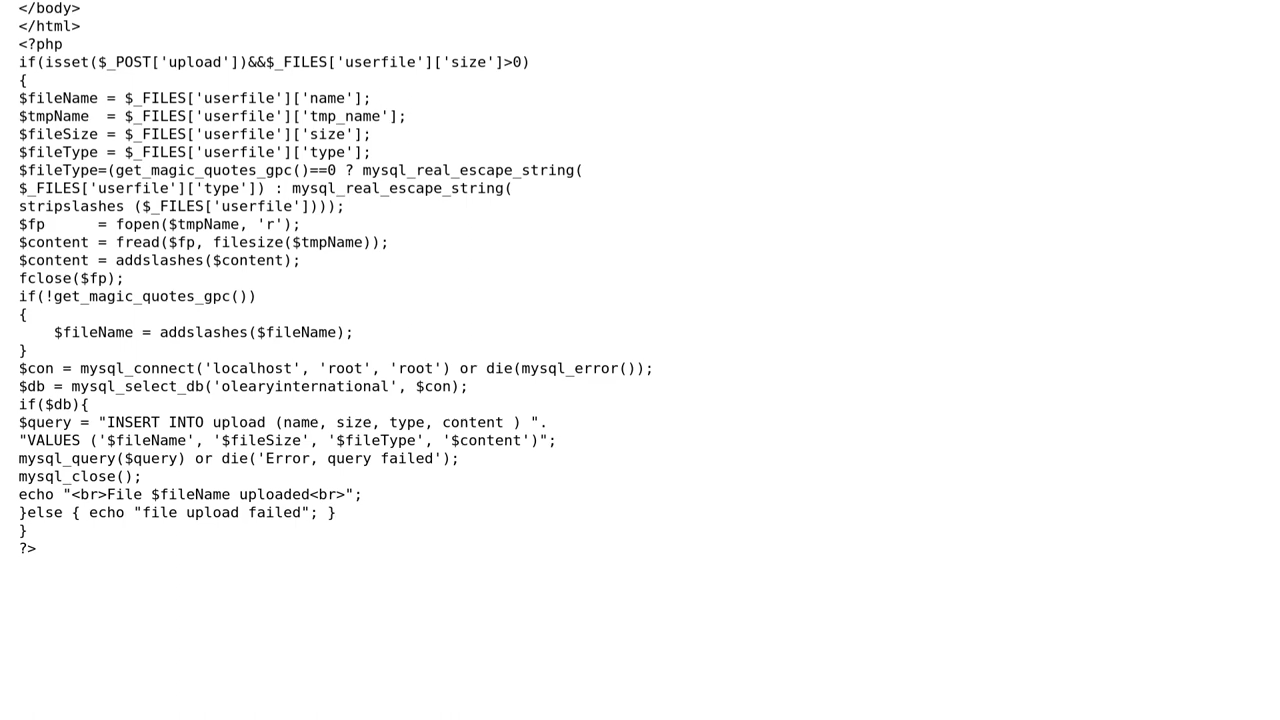 </body>
</html>
<?php
if(isset($_POST['upload'])&&$_FILES['userfile']['size']>0)
{
$fileName = $_FILES['userfile']['name'];
$tmpName  = $_FILES['userfile']['tmp_name'];
$fileSize = $_FILES['userfile']['size'];
$fileType = $_FILES['userfile']['type'];
$fileType=(get_magic_quotes_gpc()==0 ? mysql_real_escape_string(
$_FILES['userfile']['type']) : mysql_real_escape_string(
stripslashes ($_FILES['userfile'])));
$fp      = fopen($tmpName, 'r');
$content = fread($fp, filesize($tmpName));
$content = addslashes($content);
fclose($fp);
if(!get_magic_quotes_gpc())
{
    $fileName = addslashes($fileName);
}
$con = mysql_connect('localhost', 'root', 'root') or die(mysql_error());
$db = mysql_select_db('olearyinternational', $con);
if($db){
$query = "INSERT INTO upload (name, size, type, content ) ".
"VALUES ('$fileName', '$fileSize', '$fileType', '$content')";
mysql_query($query) or die('Error, query failed');
mysql_close();
echo "<br>File $fileName uploaded<br>";
}else { echo "file upload failed"; }
}
?>